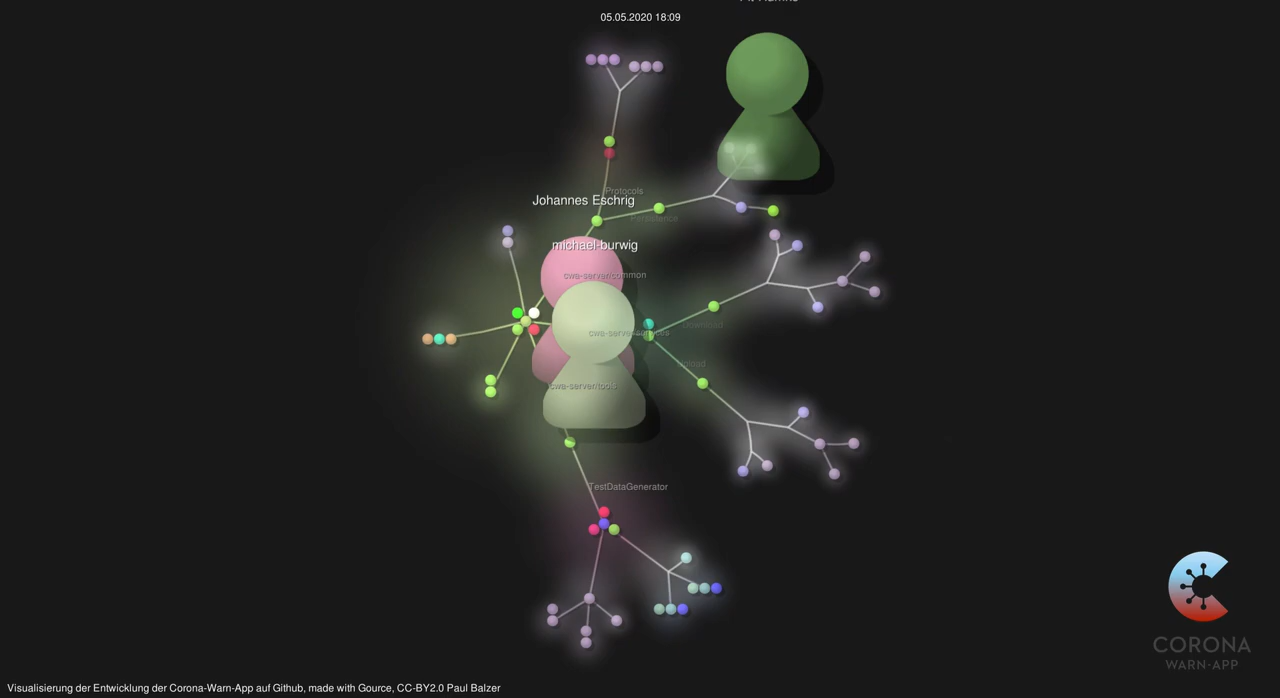 05.05.2020 18:09
Protocols
Johannes Eschrig
Persistence
michael-burwig
cwa-server/common
Download
cwa-server/services
Upload
cwa-server/tools
TestDataGenerator
CORONA
WARN-APP
Visualisierung der Entwicklung der Corona-Warn-App auf Github, made with Gource, CC-BY2.0 Paul Balzer